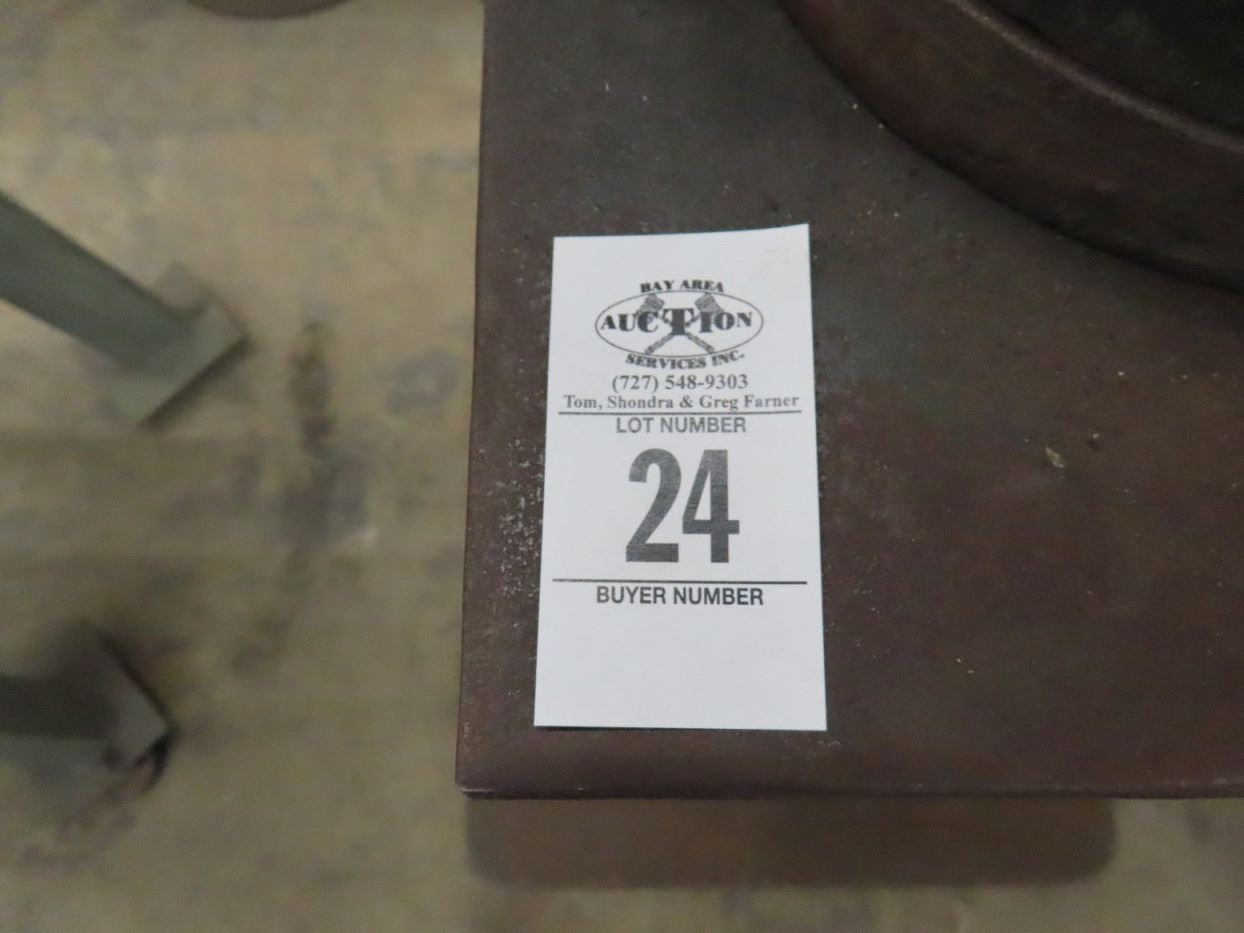 BAY AREA
AUCTION
SERVICES INC.
(727) 548-9303
Tom, Shondra & Greg Farner
LOT NUMBER
24
BUYER NUMBER